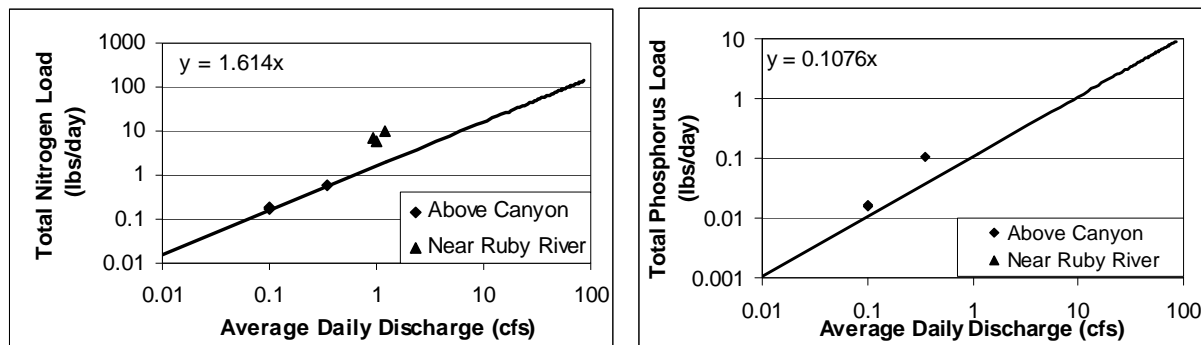 y = 1.614x
Total Nitrogen Load
(lbs/day)
1000
100
10
1
0.1
0.01
Above Canyon
Near Ruby River
0.01 0.1 1 10 100
Average Daily Discharge (cfs)
y = 0.1076x
Total Phosphorus Load
(lbs/day)
10
1
0.1
0.01
0.001
Above Canyon
Near Ruby River
0.01 0.1 1 10 100
Average Daily Discharge (cfs)